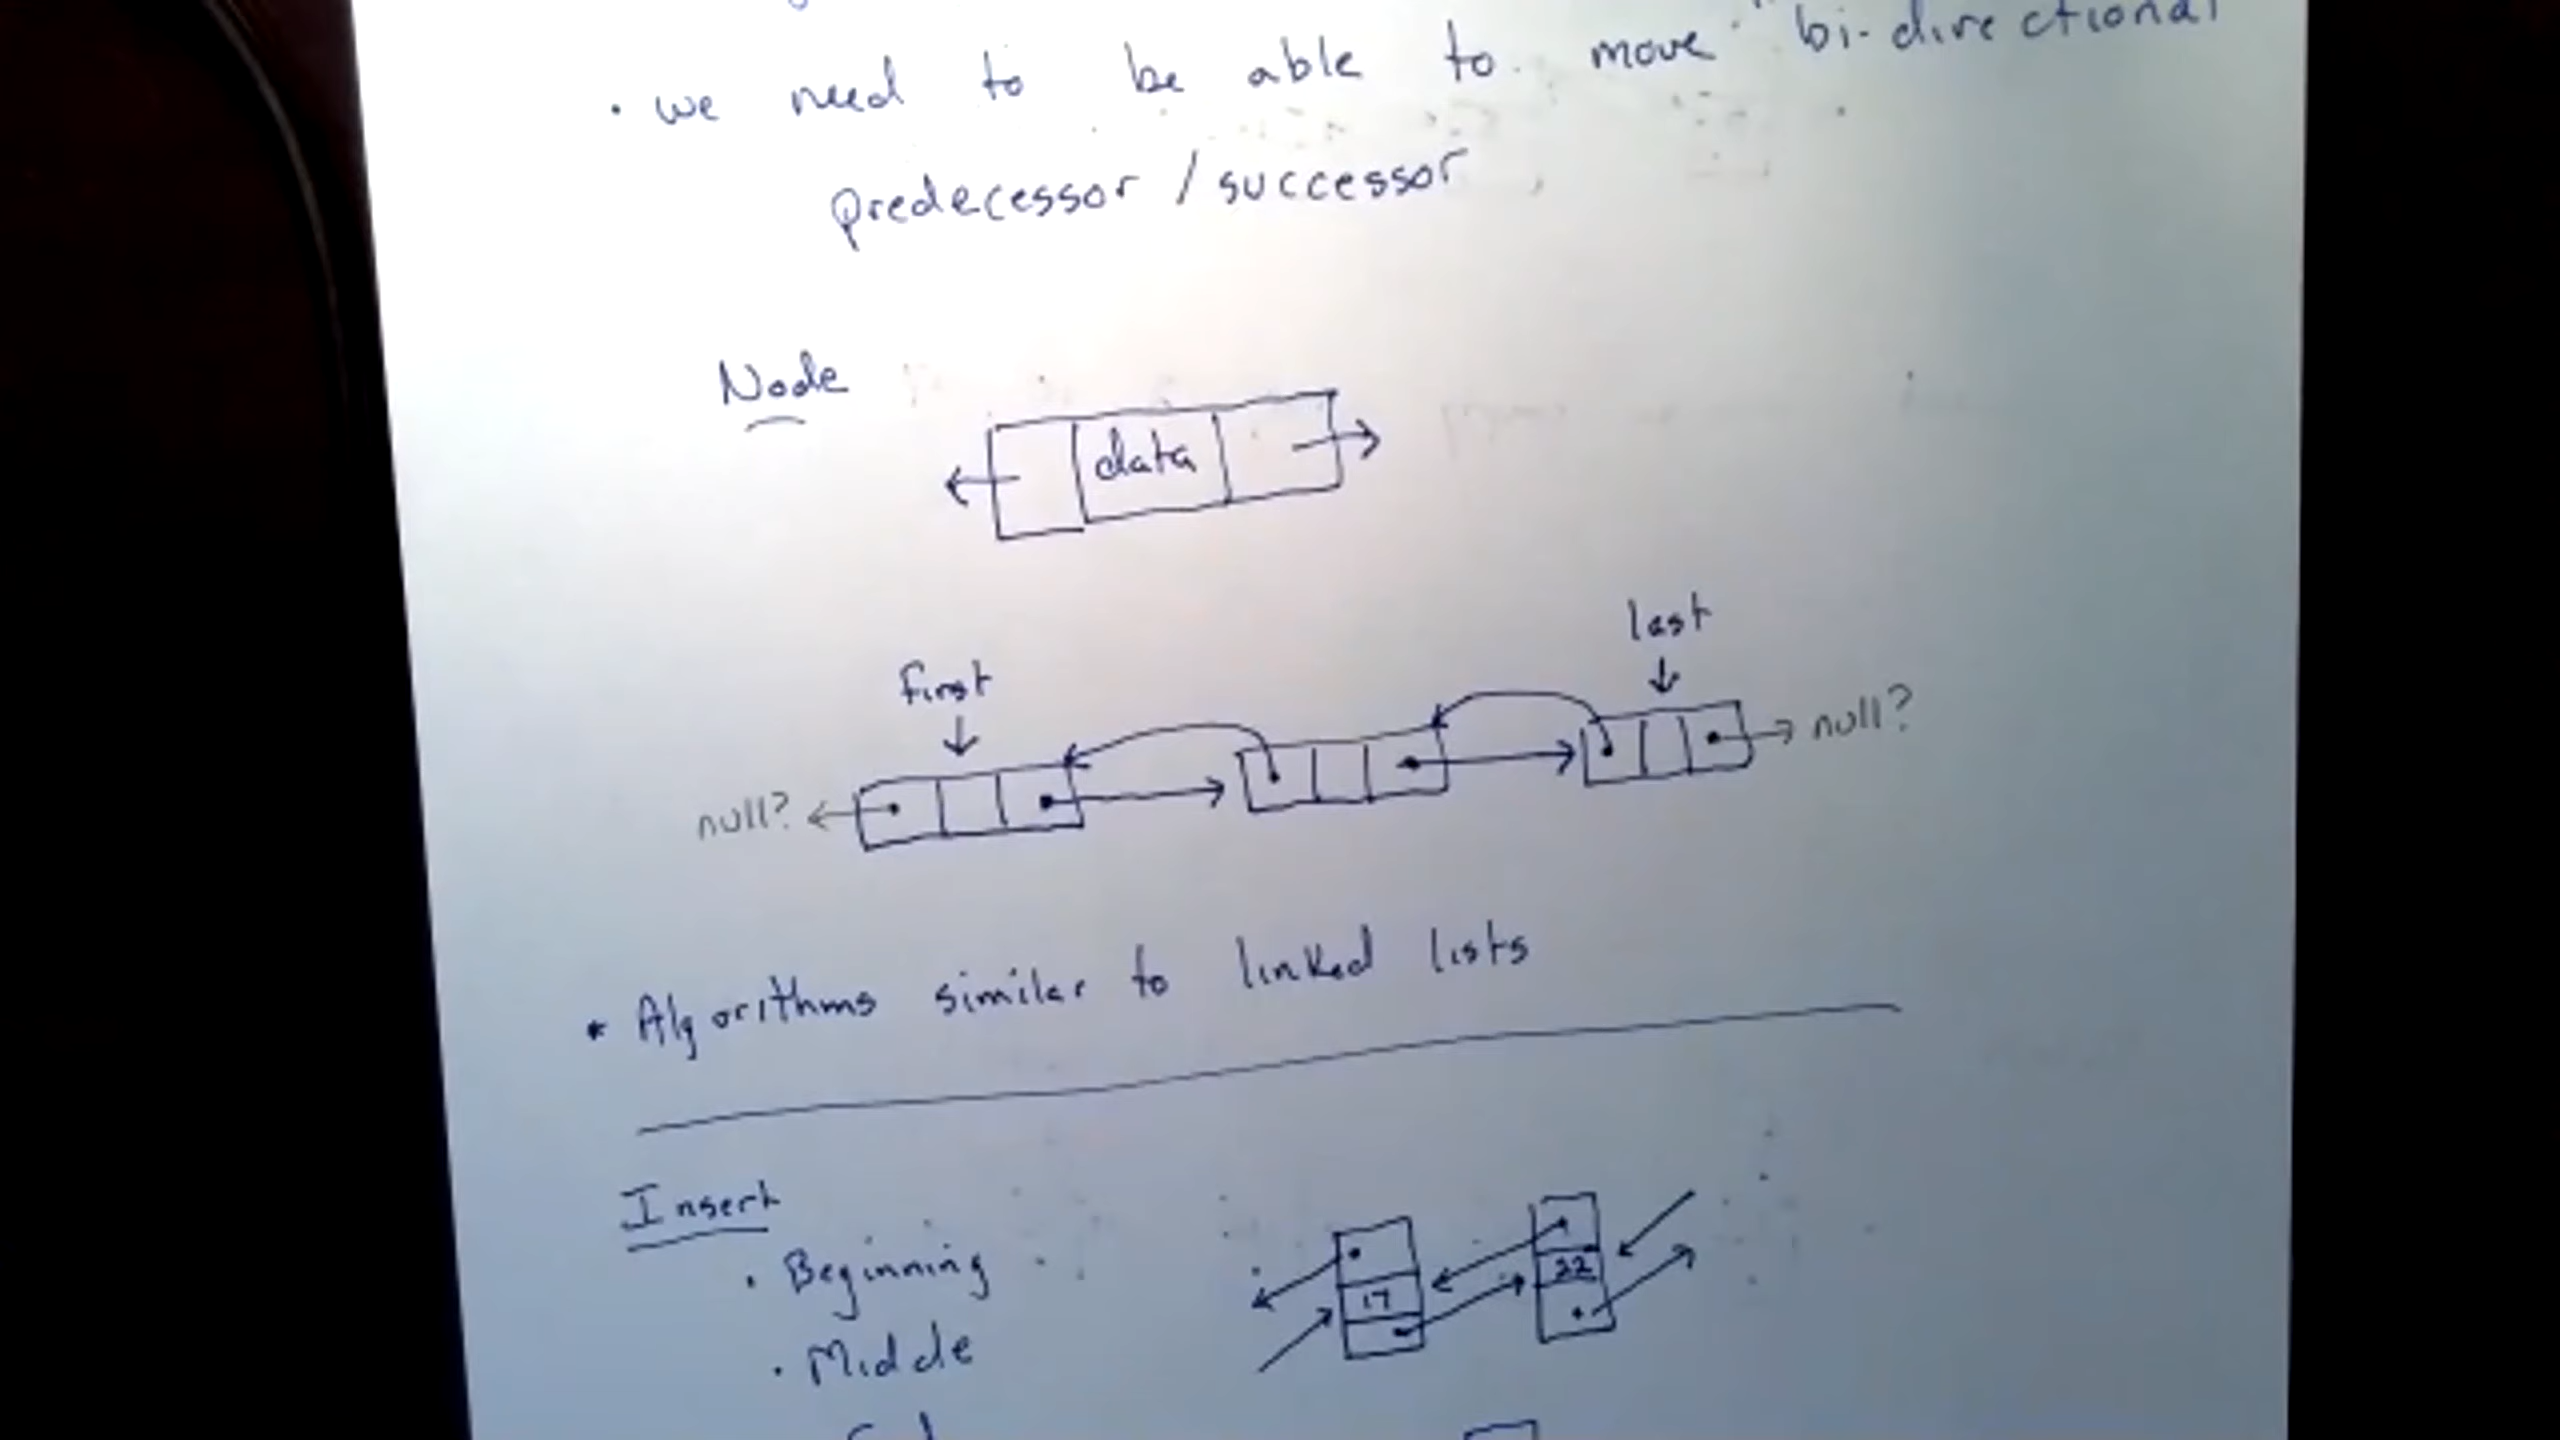 • we need to be able to move "bi-directional
predecessor / successor
Node
data
last
first
null?
null?
* Algorithms similar to linked lists
Insert
• Beginning
22
17
• Middle